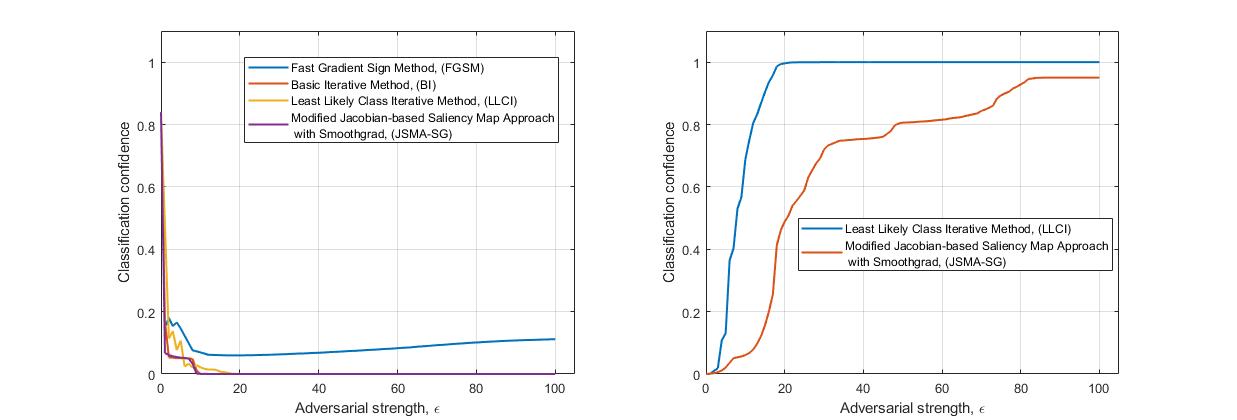 1
0.8
0.6
0.4
0.2
0
Classification confidence
Fast Gradient Sign Method, (FGSM)
Basic Iterative Method, (BI)
Least Likely Class Iterative Method, (LLCI)
Modified Jacobian-based Saliency Map Approach
with Smoothgrad, (JSMA-SG)
0 20 40 60 80 100
Adversarial strength, ϵ
1
0.8
0.6
0.4
0.2
0
Classification confidence
Least Likely Class Iterative Method, (LLCI)
Modified Jacobian-based Saliency Map Approach
with Smoothgrad, (JSMA-SG)
0 20 40 60 80 100
Adversarial strength, ϵ